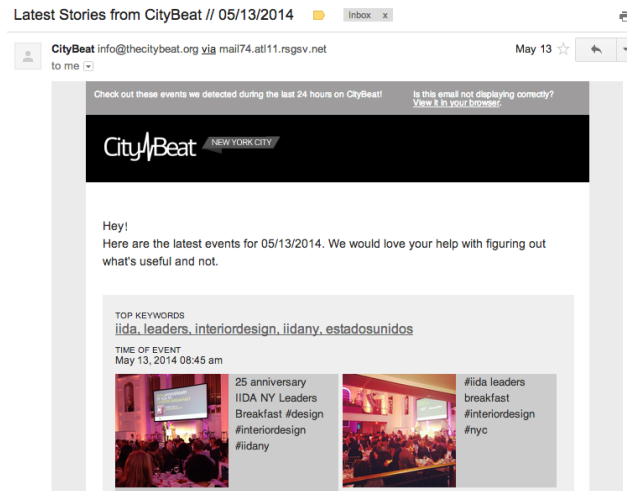 Latest Stories from CityBeat // 05/13/2014 Inbox x
CityBeat info@thecitybeat.org via mail74.atl11.rsgsv.net May 13
to me
Check out these events we detected during the last 24 hours on CityBeat! Is this email not displaying correctly?
View it in your browser.
CityBeat NEW YORK CITY
Hey!
Here are the latest events for 05/13/2014. We would love your help with figuring out
what's useful and not.
TOP KEYWORDS
iida, leaders, interiordesign, iidany, estadosunidos
TIME OF EVENT
May 13, 2014 08:45 am
25 anniversary
IIDA NY Leaders
Breakfast #design
#interiordesign
#iidany
#iida leaders
breakfast
#interiordesign
#nyc